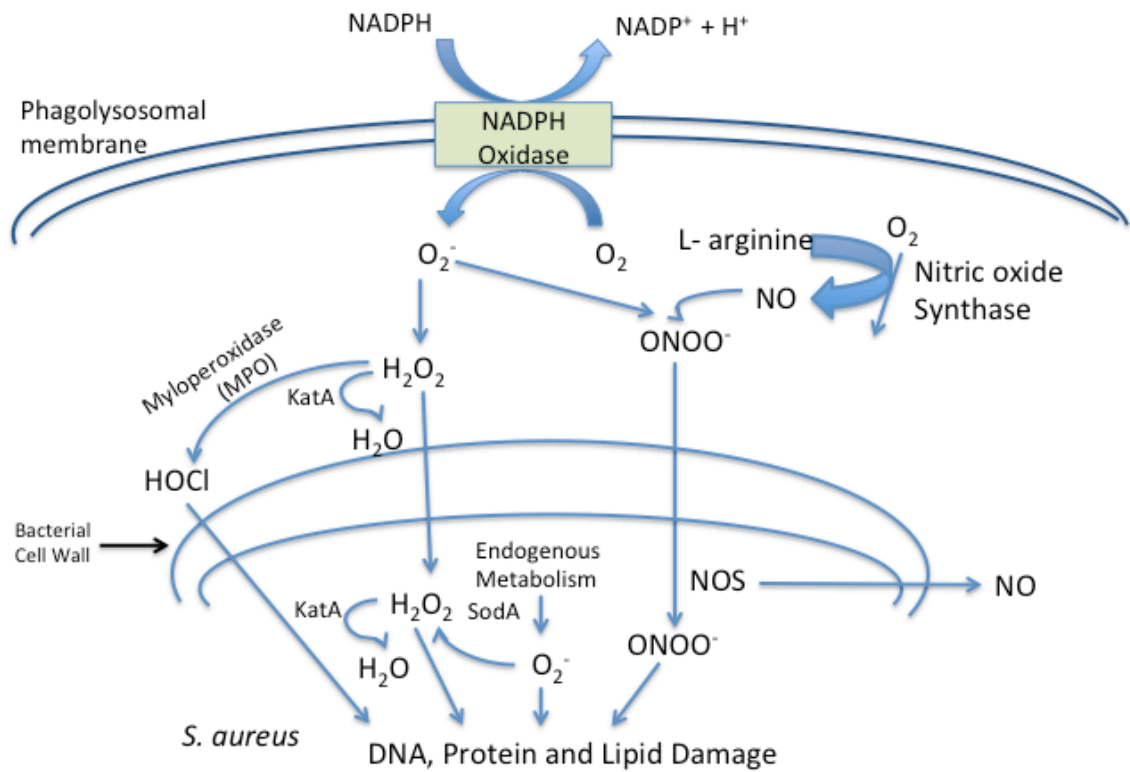 NADPH
NADP⁺ + H⁺
Phagolysosomal
membrane
NADPH
Oxidase
O₂⁻
O₂
L- arginine
O₂
Nitric oxide
Synthase
NO
ONOO⁻
Myloperoxidase
(MPO)
H₂O₂
KatA
H₂O
HOCl
Bacterial
Cell Wall
Endogenous
Metabolism
NOS
NO
KatA
H₂O₂
SodA
H₂O
O₂⁻
ONOO⁻
S. aureus
DNA, Protein and Lipid Damage